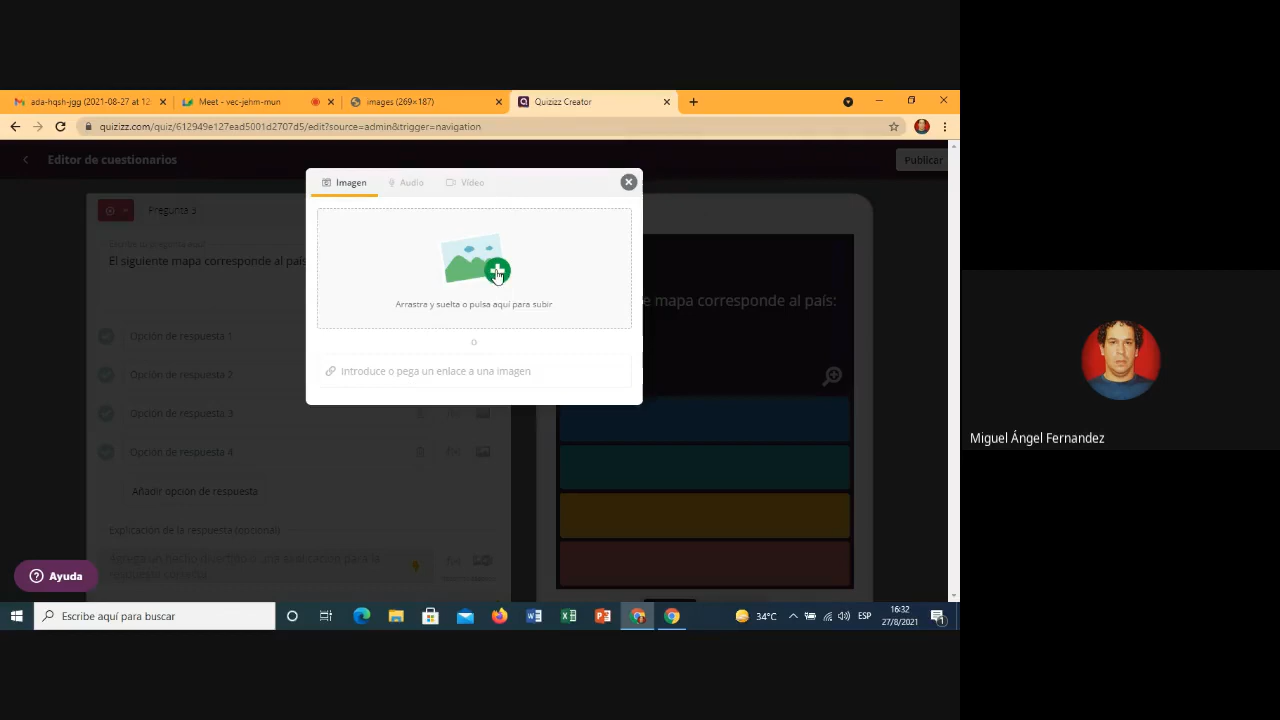 ada-hqsh-jgg (2021-08-27 at 12
Meet - vec-jehm-mun
images (269×187)
Quizizz Creator
quizizz.com/quiz/612949e127ead5001d2707d5/edit?source=admin&trigger=navigation
Editor de cuestionarios
Publicar
Imagen
Audio
Vídeo
Pregunta 3
El siguiente mapa corresponde al país
Arrastra y suelta o pulsa aquí para subir
o
Introduce o pega un enlace a una imagen
e mapa corresponde al país:
Opción de respuesta 1
Opción de respuesta 2
Opción de respuesta 3
Opción de respuesta 4
Añadir opción de respuesta
Explicación de la respuesta (opcional)
Ayuda
Miguel Ángel Fernandez
Escribe aquí para buscar
34°C
ESP
16:32
27/8/2021
1